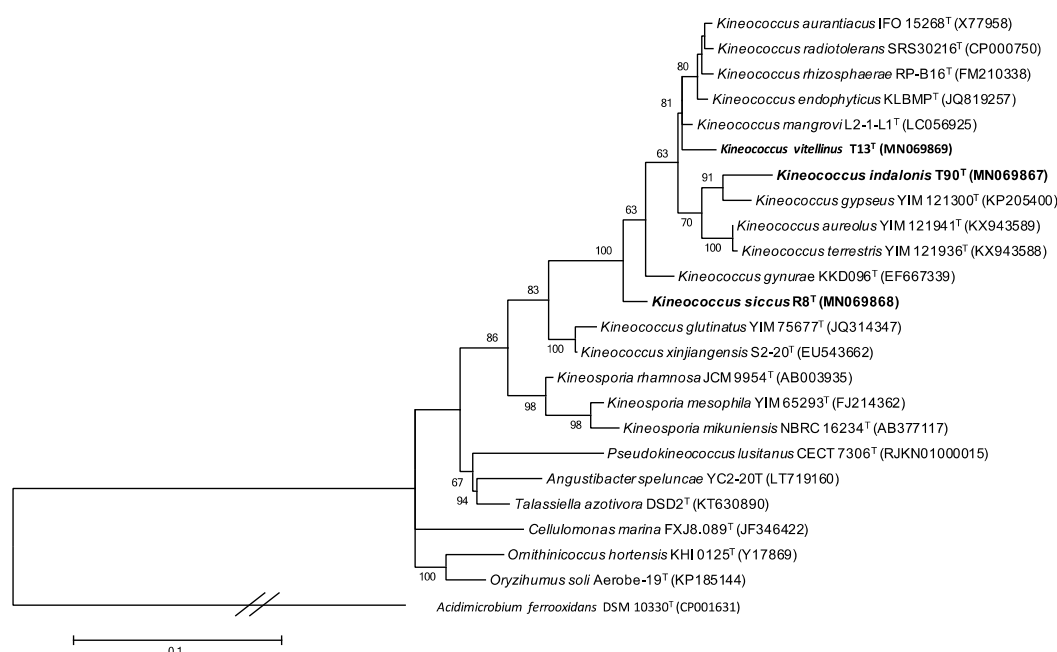 Kineococcus aurantiacus IFO 15268ᵀ (X77958)
Kineococcus radiotolerans SRS30216ᵀ (CP000750)
80
Kineococcus rhizosphaerae RP-B16ᵀ (FM210338)
Kineococcus endophyticus KLBMPᵀ (JQ819257)
81
Kineococcus mangrovi L2-1-L1ᵀ (LC056925)
Kineococcus vitellinus T13ᵀ (MN069869)
63
Kineococcus indalonis T90ᵀ (MN069867)
91
Kineococcus gypseus YIM 121300ᵀ (KP205400)
63
70
Kineococcus aureolus YIM 121941ᵀ (KX943589)
100
Kineococcus terrestris YIM 121936ᵀ (KX943588)
100
Kineococcus gynurae KKD096ᵀ (EF667339)
83
Kineococcus siccus R8ᵀ (MN069868)
Kineococcus glutinatus YIM 75677ᵀ (JQ314347)
86
100
Kineococcus xinjiangensis S2-20ᵀ (EU543662)
Kineosporia rhamnosa JCM 9954ᵀ (AB003935)
98
Kineosporia mesophila YIM 65293ᵀ (FJ214362)
98
Kineosporia mikuniensis NBRC 16234ᵀ (AB377117)
Pseudokineococcus lusitanus CECT 7306ᵀ (RJKN01000015)
67
Angustibacter speluncae YC2-20T (LT719160)
94
Talassiella azotivora DSD2ᵀ (KT630890)
Cellulomonas marina FXJ8.089ᵀ (JF346422)
Ornithinicoccus hortensis KHI 0125ᵀ (Y17869)
100
Oryzihumus soli Aerobe-19ᵀ (KP185144)
Acidimicrobium ferrooxidans DSM 10330ᵀ (CP001631)
0.1